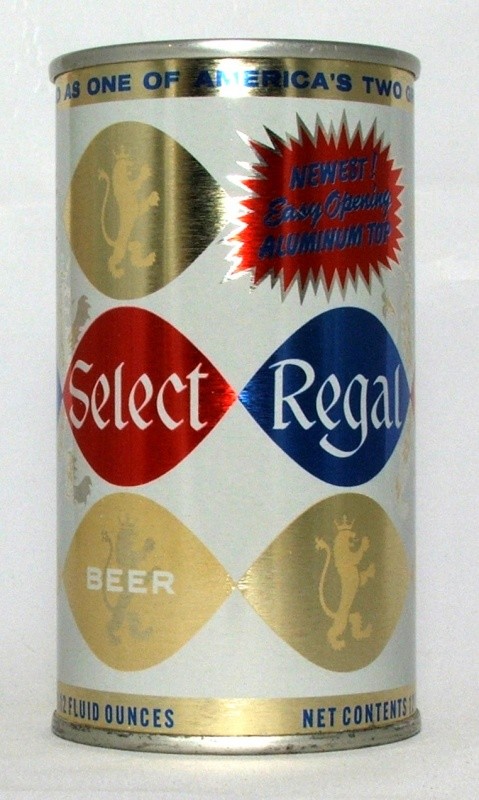 AS ONE OF AMERICA'S TWO
NEWEST!
Easy Opening
ALUMINUM TOP
Select Regal
BEER
12 FLUID OUNCES NET CONTENTS